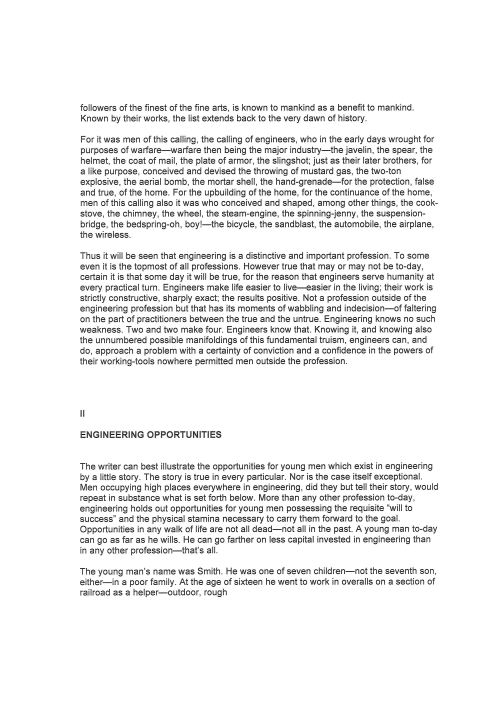 followers of the finest of the fine arts, is known to mankind as a benefit to mankind.
Known by their works, the list extends back to the very dawn of history.
For it was men of this calling, the calling of engineers, who in the early days wrought for
purposes of warfare—warfare then being the major industry—the javelin, the spear, the
helmet, the coat of mail, the plate of armor, the slingshot; just as their later brothers, for
a like purpose, conceived and devised the throwing of mustard gas, the two-ton
explosive, the aerial bomb, the mortar shell, the hand-grenade—for the protection, false
and true, of the home. For the upbuilding of the home, for the continuance of the home,
men of this calling also it was who conceived and shaped, among other things, the cook-
stove, the chimney, the wheel, the steam-engine, the spinning-jenny, the suspension-
bridge, the bedspring-oh, boy!—the bicycle, the sandblast, the automobile, the airplane,
the wireless.
Thus it will be seen that engineering is a distinctive and important profession. To some
even it is the topmost of all professions. However true that may or may not be to-day,
certain it is that some day it will be true, for the reason that engineers serve humanity at
every practical turn. Engineers make life easier to live—easier in the living; their work is
strictly constructive, sharply exact; the results positive. Not a profession outside of the
engineering profession but that has its moments of wabbling and indecision—of faltering
on the part of practitioners between the true and the untrue. Engineering knows no such
weakness. Two and two make four. Engineers know that. Knowing it, and knowing also
the unnumbered possible manifoldings of this fundamental truism, engineers can, and
do, approach a problem with a certainty of conviction and a confidence in the powers of
their working-tools nowhere permitted men outside the profession.
II
ENGINEERING OPPORTUNITIES
The writer can best illustrate the opportunities for young men which exist in engineering
by a little story. The story is true in every particular. Nor is the case itself exceptional.
Men occupying high places everywhere in engineering, did they but tell their story, would
repeat in substance what is set forth below. More than any other profession to-day,
engineering holds out opportunities for young men possessing the requisite "will to
success" and the physical stamina necessary to carry them forward to the goal.
Opportunities in any walk of life are not all dead—not all in the past. A young man to-day
can go as far as he wills. He can go farther on less capital invested in engineering than
in any other profession—that's all.
The young man's name was Smith. He was one of seven children—not the seventh son,
either—in a poor family. At the age of sixteen he went to work in overalls on a section of
railroad as a helper—outdoor, rough